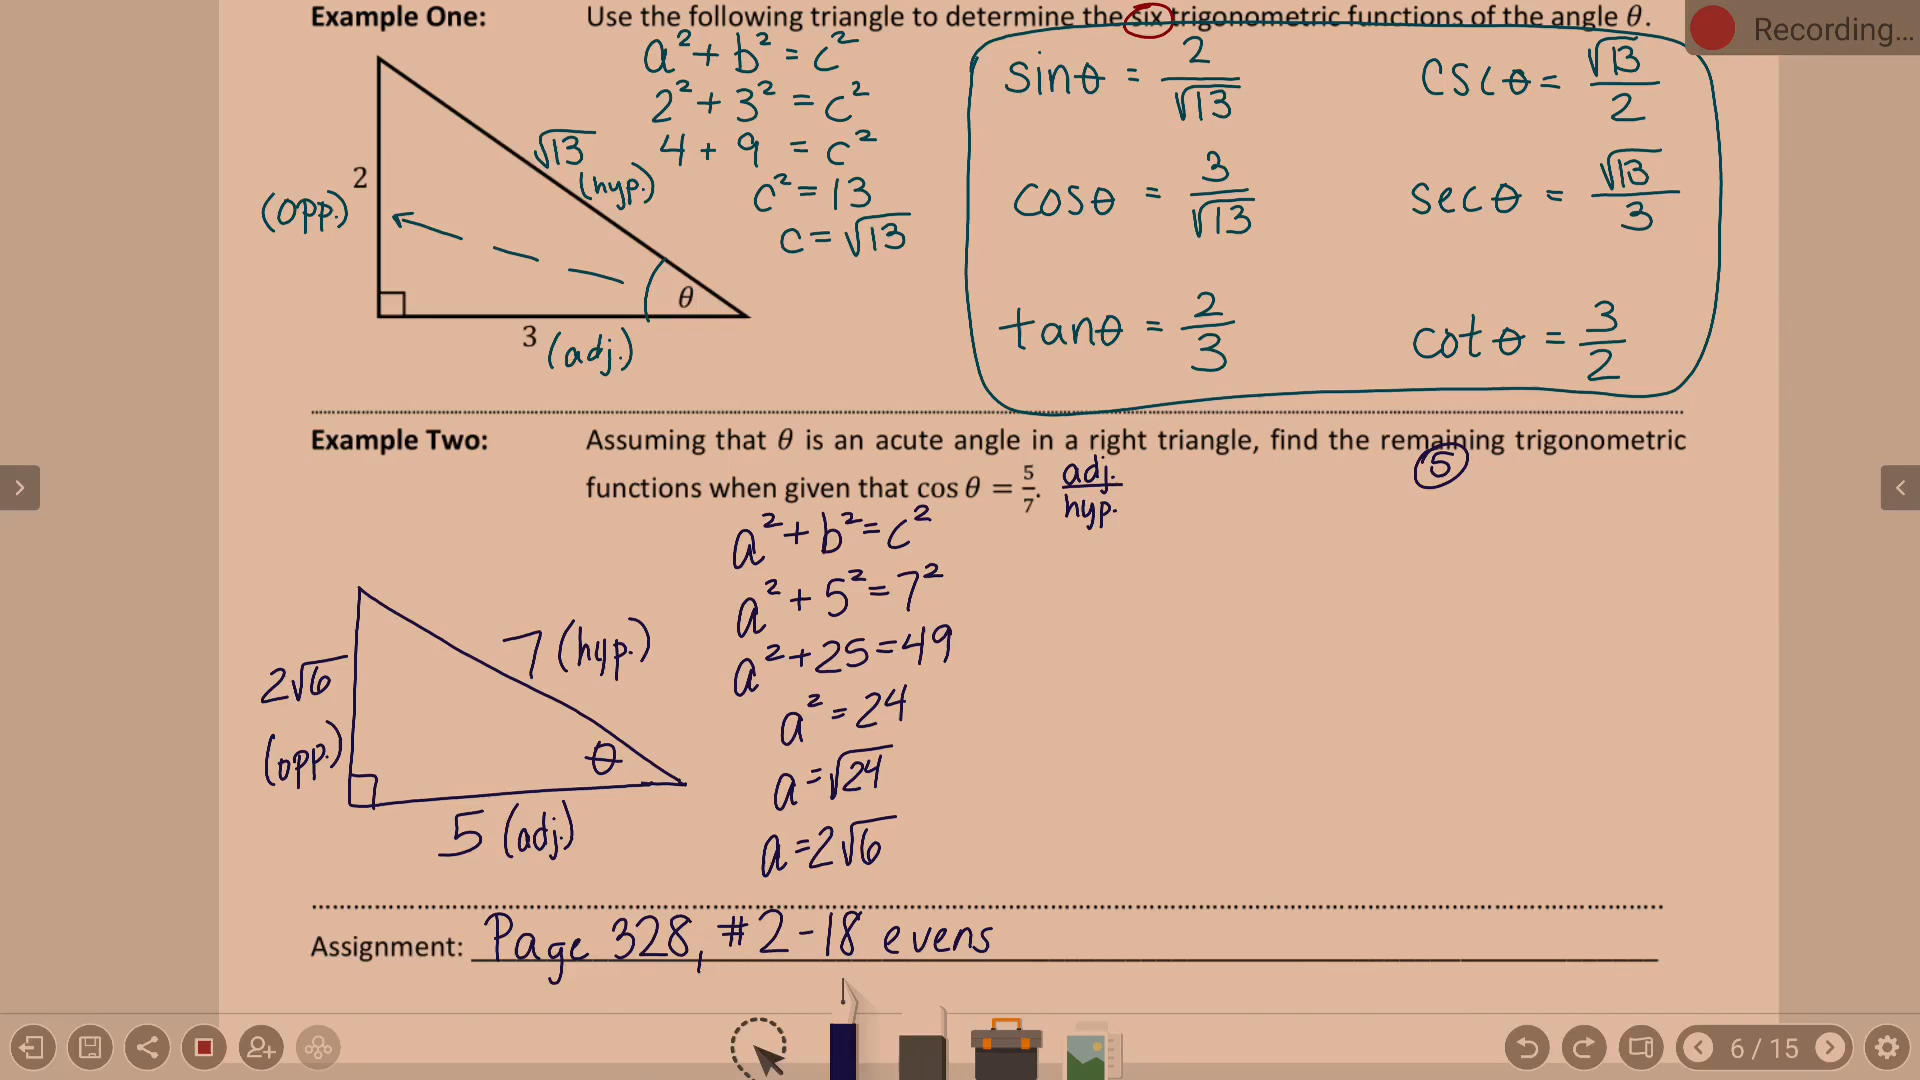 Example One: Use the following triangle to determine the six trigonometric functions of the angle θ.
Recording...
a² + b² = c²
2² + 3² = c²
4 + 9 = c²
c² = 13
c = √13
2
(opp.)
√13
(hyp.)
θ
3 (adj.)
sinθ = 2/√13
cscθ = √13/2
cosθ = 3/√13
secθ = √13/3
tanθ = 2/3
cotθ = 3/2
Example Two: Assuming that θ is an acute angle in a right triangle, find the remaining trigonometric
5
functions when given that cos θ = 5/7. adj./hyp.
a² + b² = c²
a² + 5² = 7²
a² + 25 = 49
a² = 24
a = √24
a = 2√6
7 (hyp.)
2√6
(opp.)
θ
5 (adj.)
Assignment: Page 328, #2-18 evens
6 / 15